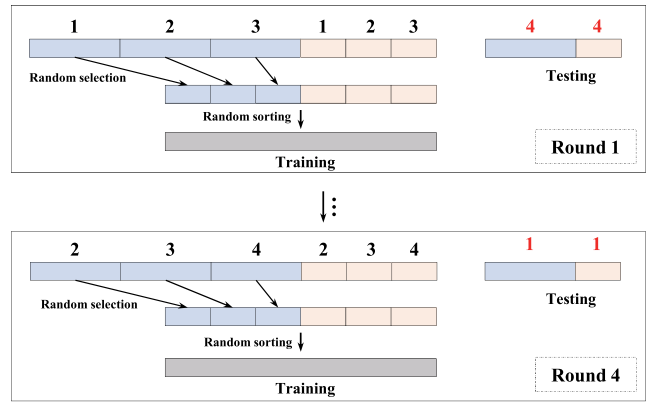 1 2 3 1 2 3 4 4
Random selection
Testing
Random sorting
Training
Round 1
⋮
2 3 4 2 3 4 1 1
Random selection
Testing
Random sorting
Training
Round 4